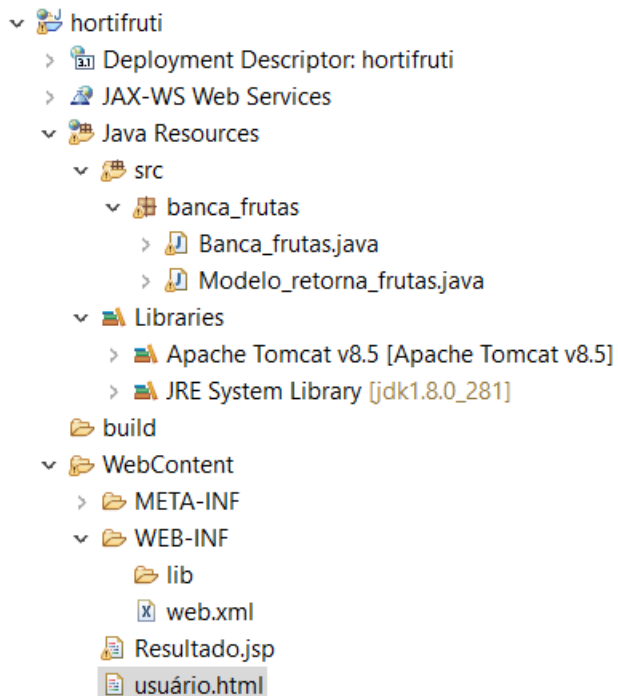 hortifruti
Deployment Descriptor: hortifruti
JAX-WS Web Services
Java Resources
src
banca_frutas
Banca_frutas.java
Modelo_retorna_frutas.java
Libraries
Apache Tomcat v8.5 [Apache Tomcat v8.5]
JRE System Library [jdk1.8.0_281]
build
WebContent
META-INF
WEB-INF
lib
web.xml
Resultado.jsp
usuário.html